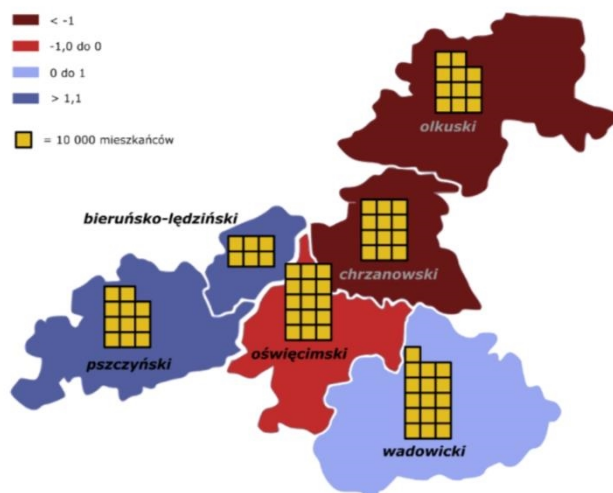 < -1
-1,0 do 0
0 do 1
> 1,1
= 10 000 mieszkańców
olkuski
bieruńsko-lędziński
chrzanowski
pszczyński
oświęcimski
wadowicki